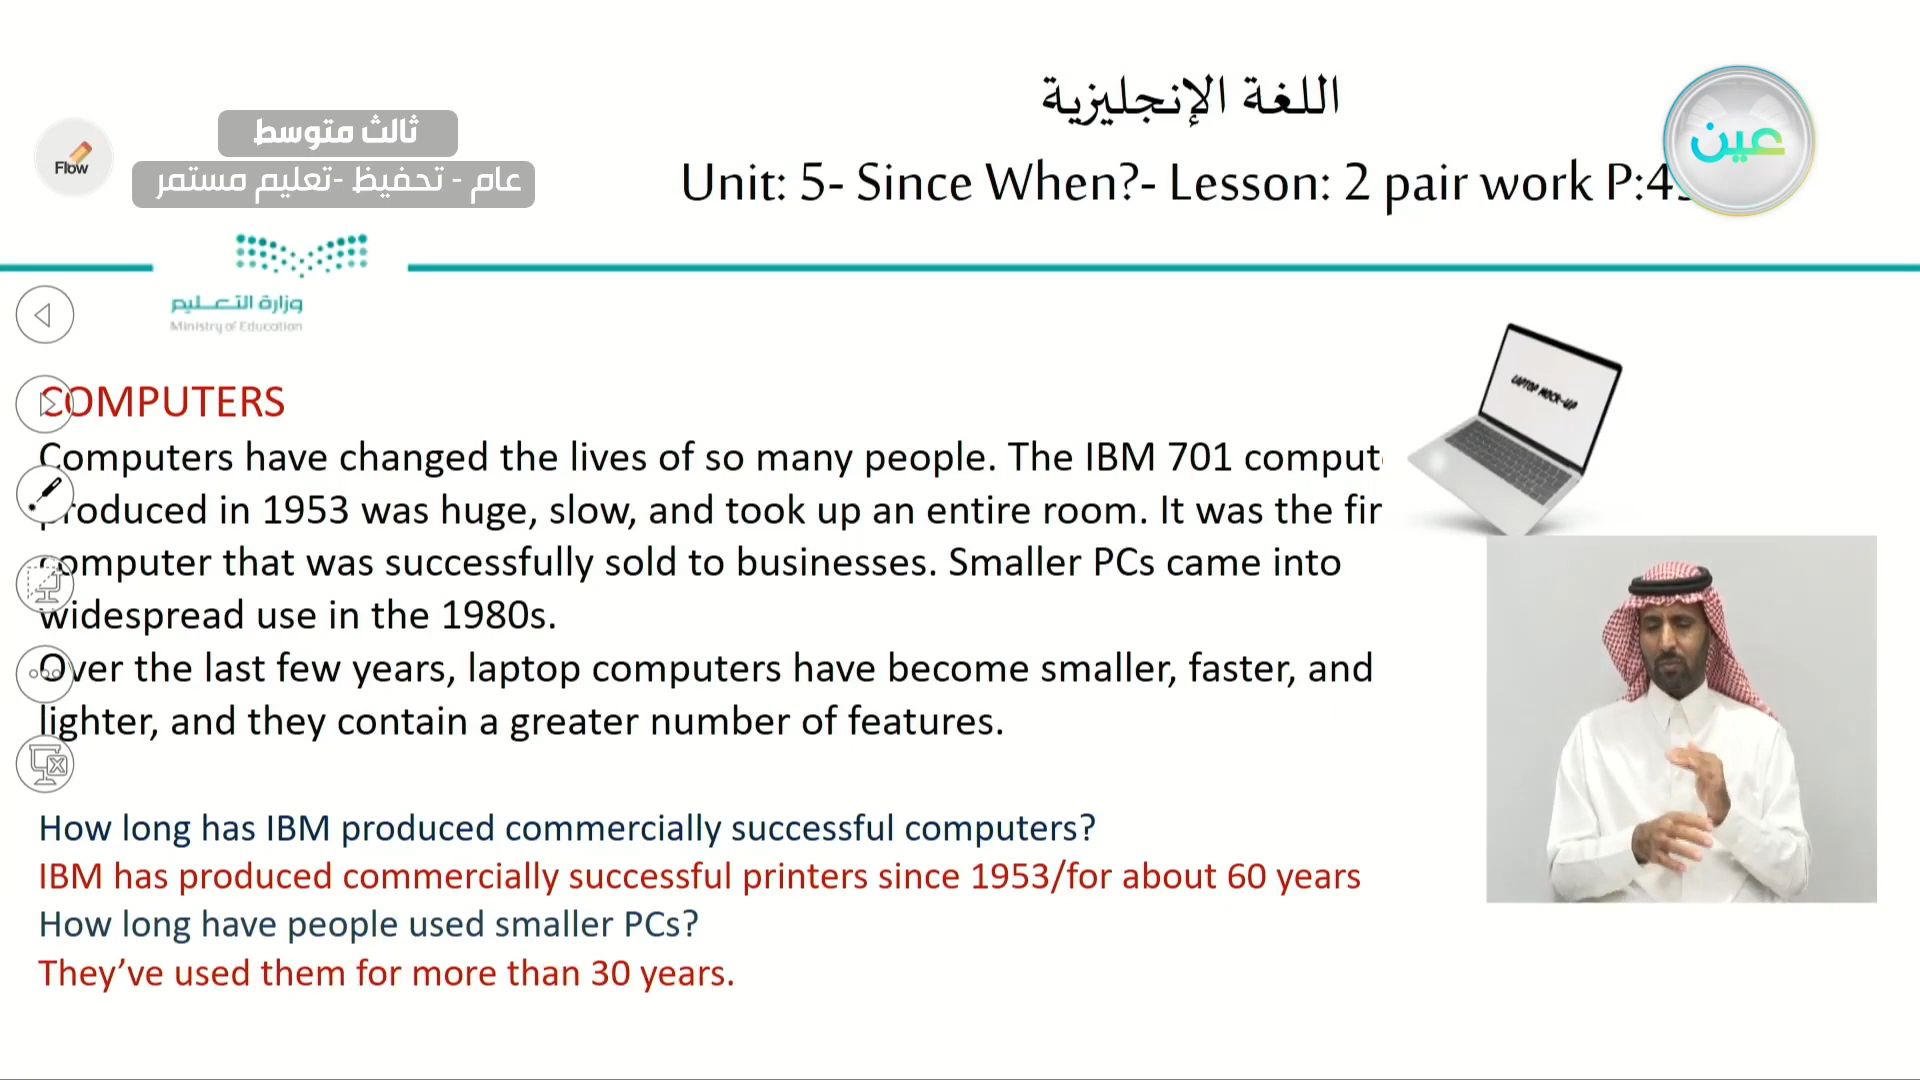 اللغة الإنجليزية
ثالث متوسط
عام - تحفيظ -تعليم مستمر
Flow
عين
Unit: 5- Since When?- Lesson: 2 pair work P:4
وزارة التعليم
Ministry of Education
LAPTOP MOCK-UP
COMPUTERS
Computers have changed the lives of so many people. The IBM 701 comput
produced in 1953 was huge, slow, and took up an entire room. It was the fir
computer that was successfully sold to businesses. Smaller PCs came into
widespread use in the 1980s.
Over the last few years, laptop computers have become smaller, faster, and
lighter, and they contain a greater number of features.
How long has IBM produced commercially successful computers?
IBM has produced commercially successful printers since 1953/for about 60 years
How long have people used smaller PCs?
They’ve used them for more than 30 years.